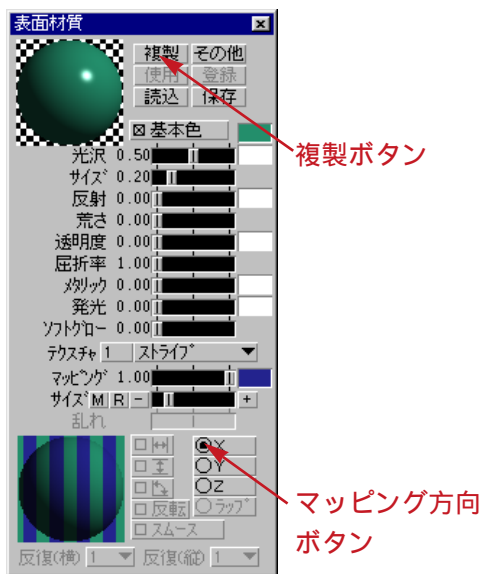 表面材質
複製 その他
使用 登録
読込 保存
基本色
光沢 0.50
サイズ 0.20
反射 0.00
荒さ 0.00
透明度 0.00
屈折率 1.00
メタリック 0.00
発光 0.00
ソフトグロー 0.00
テクスチャ 1 ストライプ
マッピング 1.00
サイズ M R - +
乱れ
X
Y
Z
反転 ラップ
スムース
反復(横) 1 反復(縦) 1
複製ボタン
マッピング方向
ボタン